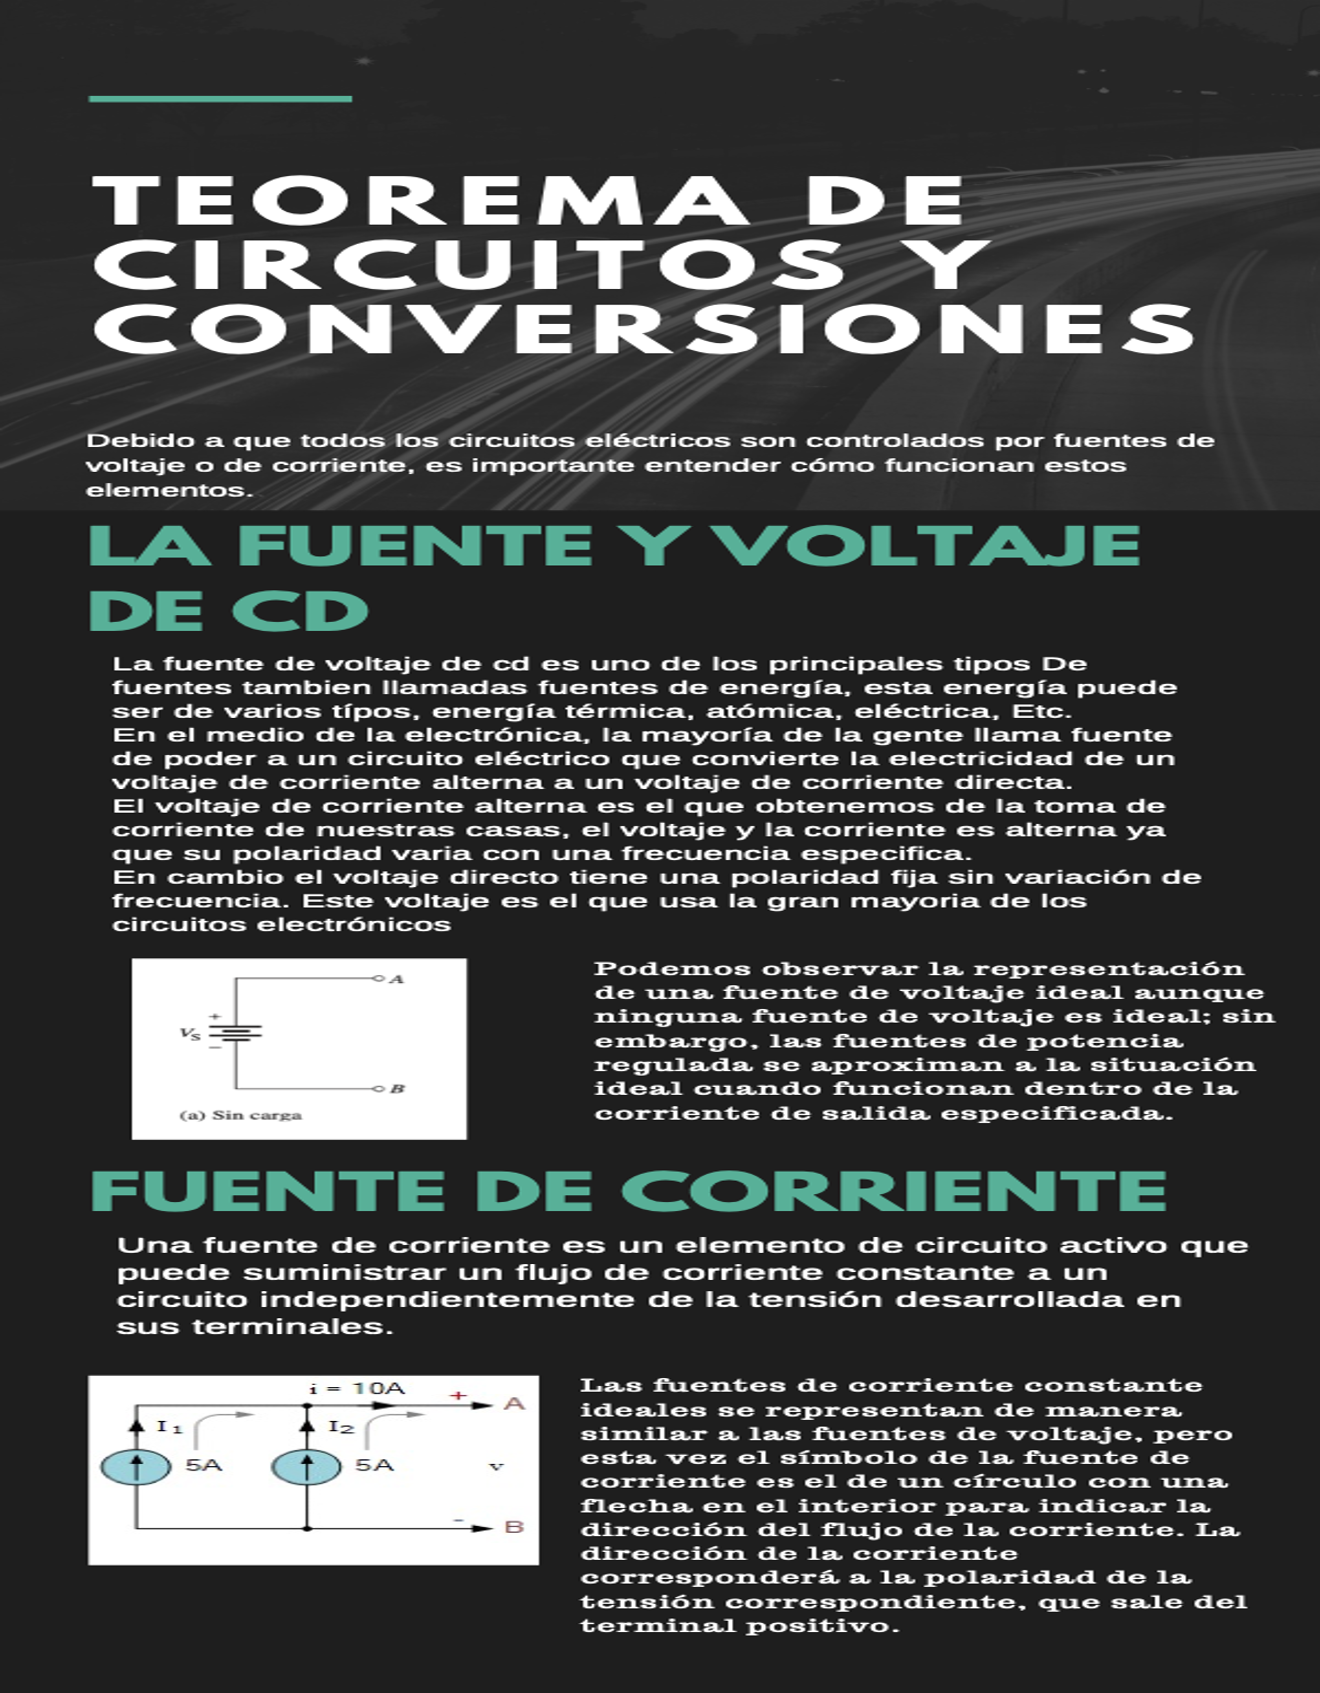 TEOREMA DE
CIRCUITOS Y
CONVERSIONES
Debido a que todos los circuitos eléctricos son controlados por fuentes de
voltaje o de corriente, es importante entender cómo funcionan estos
elementos.
LA FUENTE Y VOLTAJE
DE CD
La fuente de voltaje de cd es uno de los principales tipos De
fuentes tambien llamadas fuentes de energía, esta energía puede
ser de varios típos, energía térmica, atómica, eléctrica, Etc.
En el medio de la electrónica, la mayoría de la gente llama fuente
de poder a un circuito eléctrico que convierte la electricidad de un
voltaje de corriente alterna a un voltaje de corriente directa.
El voltaje de corriente alterna es el que obtenemos de la toma de
corriente de nuestras casas, el voltaje y la corriente es alterna ya
que su polaridad varia con una frecuencia especifica.
En cambio el voltaje directo tiene una polaridad fija sin variación de
frecuencia. Este voltaje es el que usa la gran mayoria de los
circuitos electrónicos
A
+
VS
−
B
(a) Sin carga
Podemos observar la representación
de una fuente de voltaje ideal aunque
ninguna fuente de voltaje es ideal; sin
embargo, las fuentes de potencia
regulada se aproximan a la situación
ideal cuando funcionan dentro de la
corriente de salida especificada.
FUENTE DE CORRIENTE
Una fuente de corriente es un elemento de circuito activo que
puede suministrar un flujo de corriente constante a un
circuito independientemente de la tensión desarrollada en
sus terminales.
i = 10A
+
A
I1
I2
5A
5A
v
-
B
Las fuentes de corriente constante
ideales se representan de manera
similar a las fuentes de voltaje, pero
esta vez el símbolo de la fuente de
corriente es el de un círculo con una
flecha en el interior para indicar la
dirección del flujo de la corriente. La
dirección de la corriente
corresponderá a la polaridad de la
tensión correspondiente, que sale del
terminal positivo.